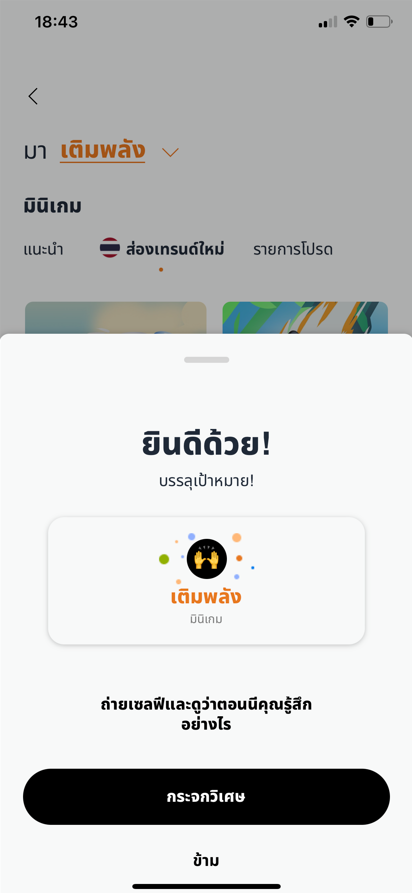 18:43
มา เติมพลัง
มินิเกม
แนะนำ ส่องเทรนด์ใหม่ รายการโปรด
ยินดีด้วย!
บรรลุเป้าหมาย!
เติมพลัง
มินิเกม
ถ่ายเซลฟีและดูว่าตอนนีคุณรู้สึก
อย่างไร
กระจกวิเศษ
ข้าม